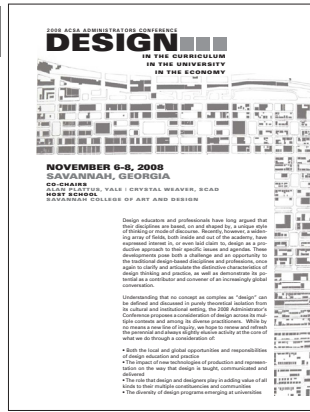 2008 ACSA ADMINISTRATORS CONFERENCE
DESIGN
IN THE CURRICULUM
IN THE UNIVERSITY
IN THE ECONOMY
NOVEMBER 6-8, 2008
SAVANNAH, GEORGIA
CO-CHAIRS
ALAN PLATTUS, YALE : CRYSTAL WEAVER, SCAD
HOST SCHOOL
SAVANNAH COLLEGE OF ART AND DESIGN
Design educators and professionals have long argued that
their disciplines are based, on and shaped by, a unique style
of thinking or mode of discourse. Recently, however, a widen-
ing array of fields, both inside and out of the academy, have
expressed interest in, or even laid claim to, design as a pro-
ductive approach to their specific issues and agendas. These
developments pose both a challenge and an opportunity to
the traditional design-based disciplines and professions, once
again to clarify and articulate the distinctive characteristics of
design thinking and practice, as well as demonstrate its po-
tential as a contributor and convener of an increasingly global
conversation.
Understanding that no concept as complex as "design" can
be defined and discussed in purely theoretical isolation from
its cultural and institutional setting, the 2008 Administrator's
Conference proposes a consideration of design across its mul-
tiple contexts and among its diverse practitioners. While by
no means a new line of inquiry, we hope to renew and refresh
the perennial and always slightly elusive activity at the core of
what we do through a consideration of:
• Both the local and global opportunities and responsibilities
of design education and practice
• The impact of new technologies of production and represen-
tation on the way that design is taught, communicated and
delivered
• The role that design and designers play in adding value of all
kinds to their multiple constituencies and communities
• The diversity of design programs emerging at universities